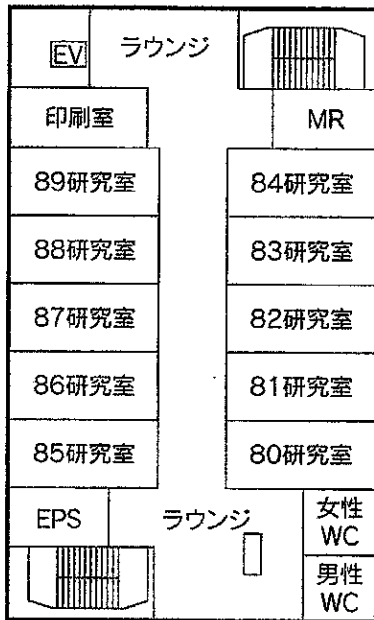 EV
ラウンジ
印刷室
MR
89研究室
84研究室
88研究室
83研究室
87研究室
82研究室
86研究室
81研究室
85研究室
80研究室
EPS
ラウンジ
女性
WC
男性
WC